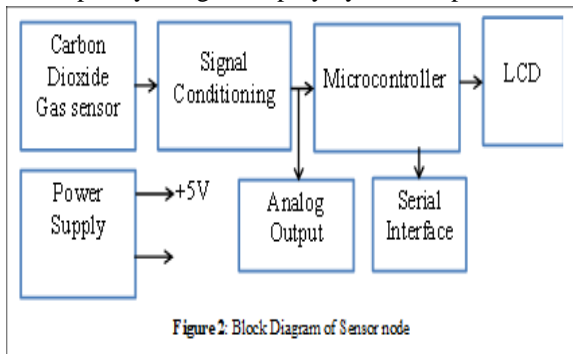 Carbon
Dioxide
Gas sensor
Signal
Conditioning
Microcontroller
LCD
Power
Supply
+5V
Analog
Output
Serial
Interface
Figure 2: Block Diagram of Sensor node